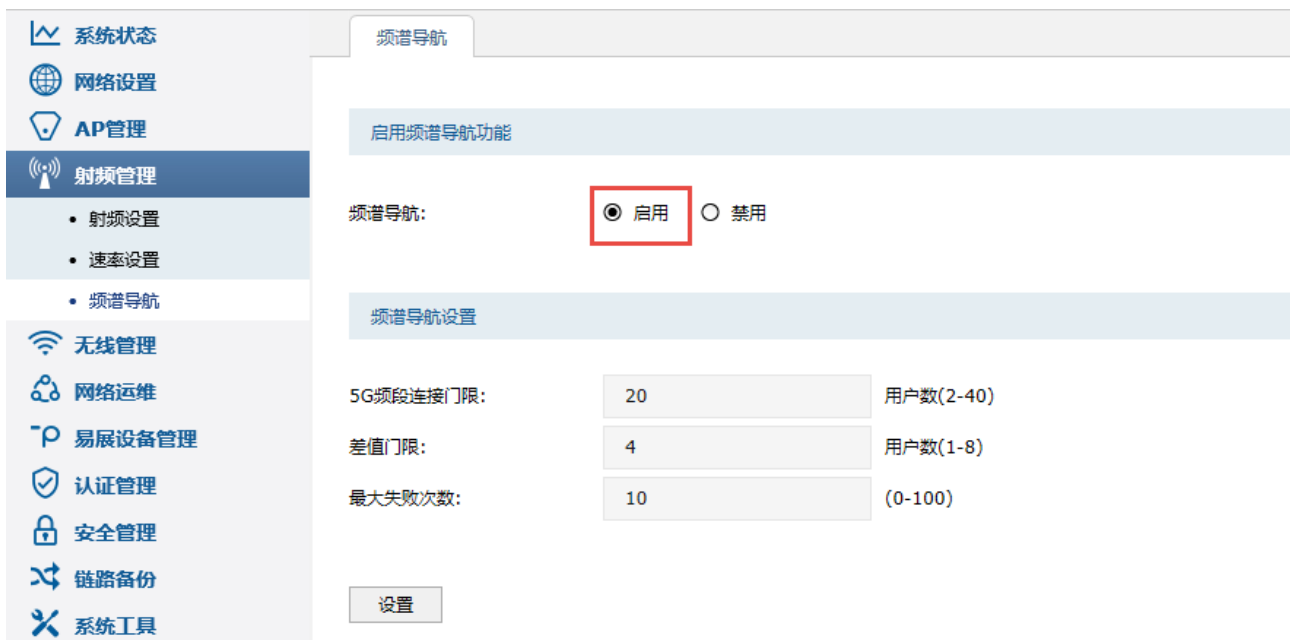 系统状态
网络设置
AP管理
射频管理
• 射频设置
• 速率设置
• 频谱导航
无线管理
网络运维
易展设备管理
认证管理
安全管理
链路备份
系统工具
频谱导航
启用频谱导航功能
频谱导航: 启用 禁用
频谱导航设置
5G频段连接门限: 20 用户数(2-40)
差值门限: 4 用户数(1-8)
最大失败次数: 10 (0-100)
设置